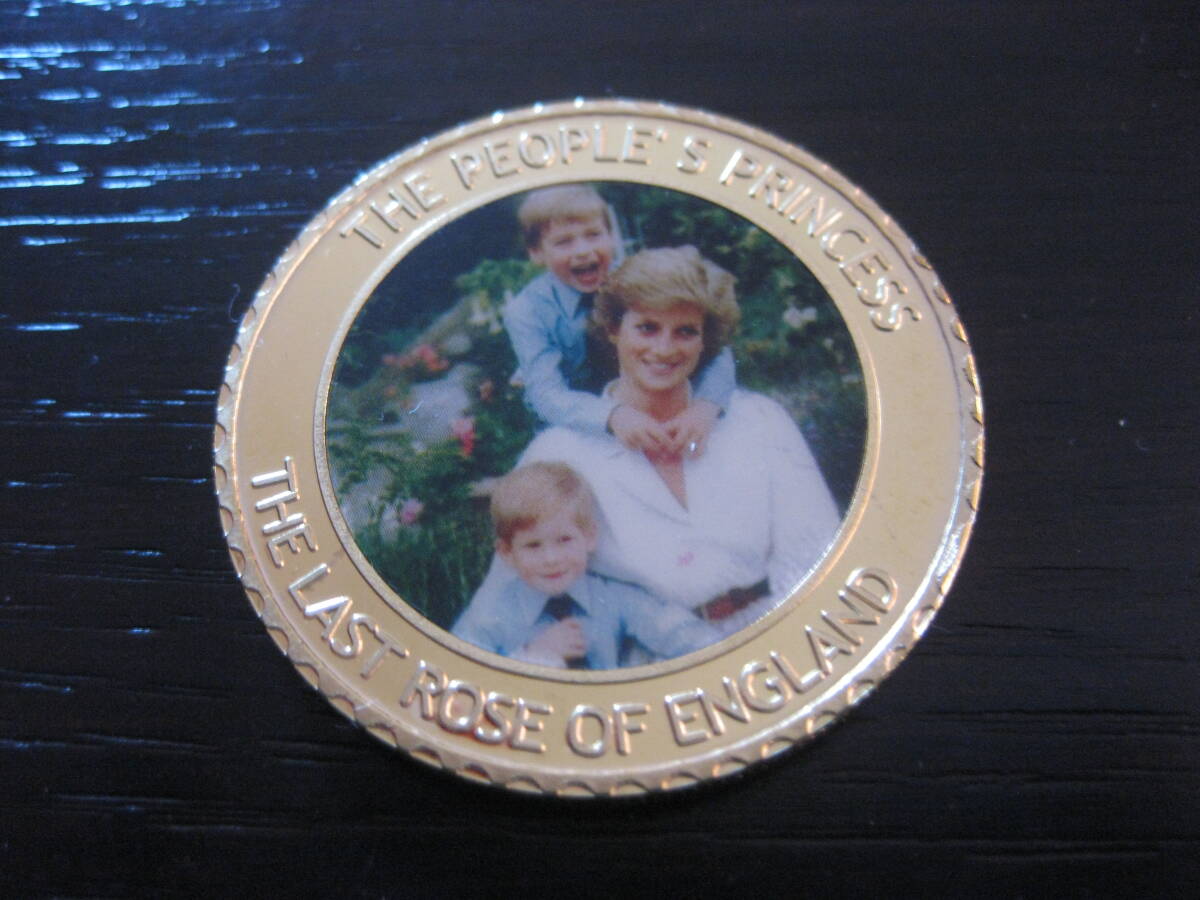 THE PEOPLE'S PRINCESS
THE LAST ROSE OF ENGLAND